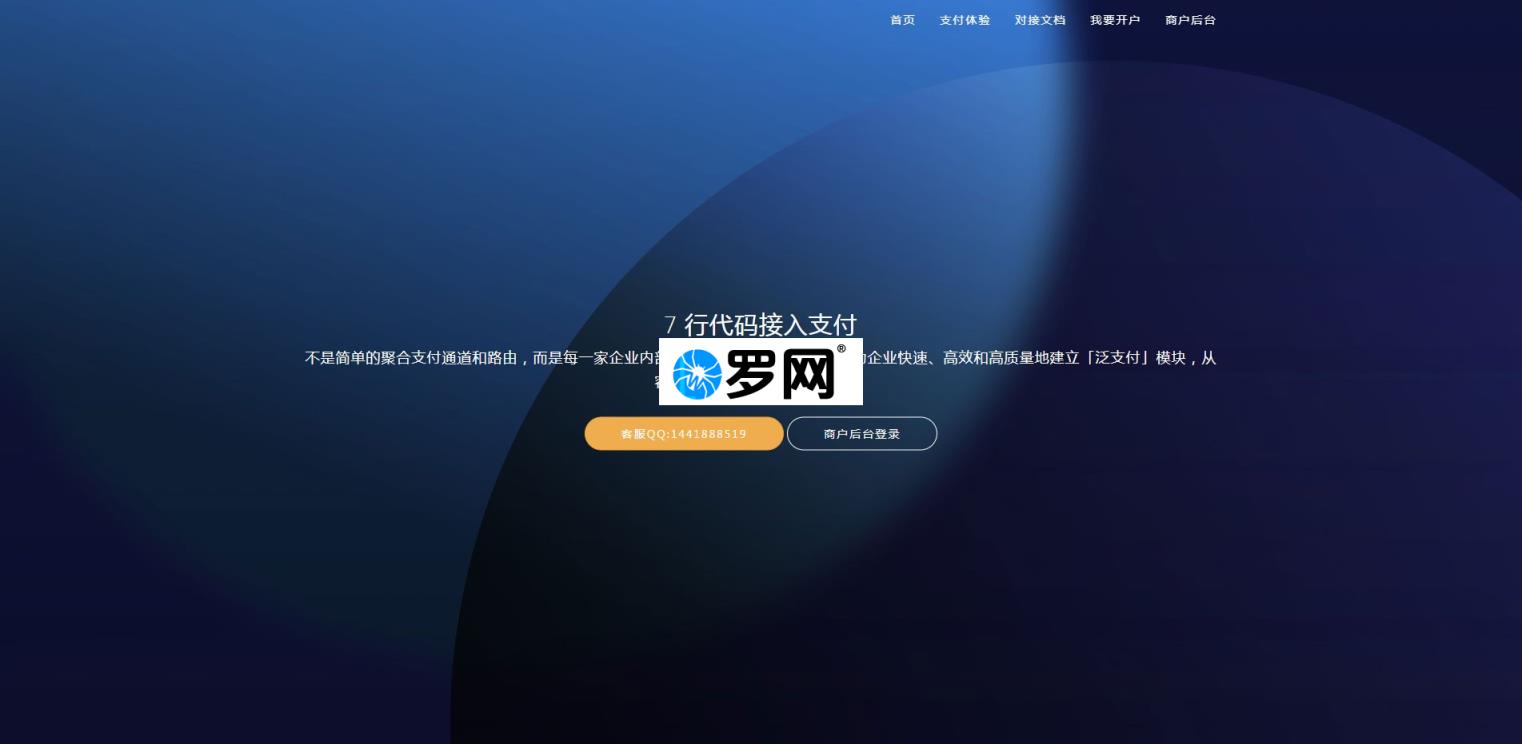 首页 支付体验 对接文档 我要开户 商户后台
7 行代码接入支付
不是简单的聚合支付通道和路由，而是每一家企业内 企业快速、高效和高质量地建立「泛支付」模块，从
罗网®
客服QQ:1441888519 商户后台登录